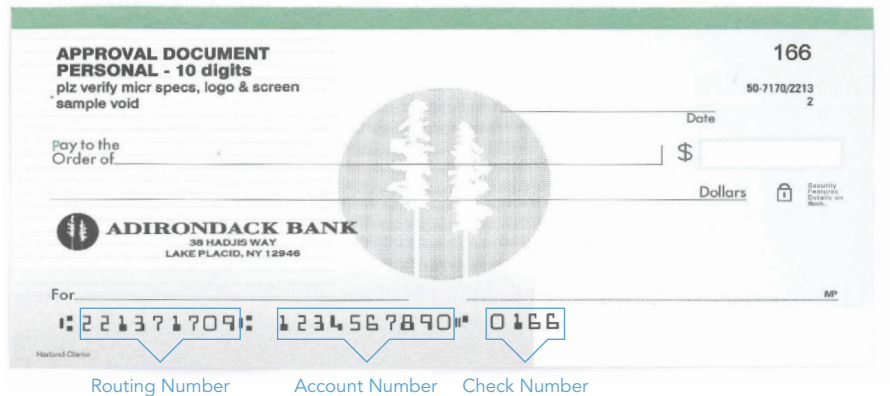 APPROVAL DOCUMENT
PERSONAL - 10 digits
plz verify micr specs, logo & screen
sample void
166
50-7170/2213
2
Date
Pay to the
Order of
$
Dollars
Security
Features
Details on
Back.
ADIRONDACK BANK
38 HADJIS WAY
LAKE PLACID, NY 12946
For
MP
⑆221371709⑆ 1234567890⑈ 0166
Harland Clarke
Routing Number Account Number Check Number